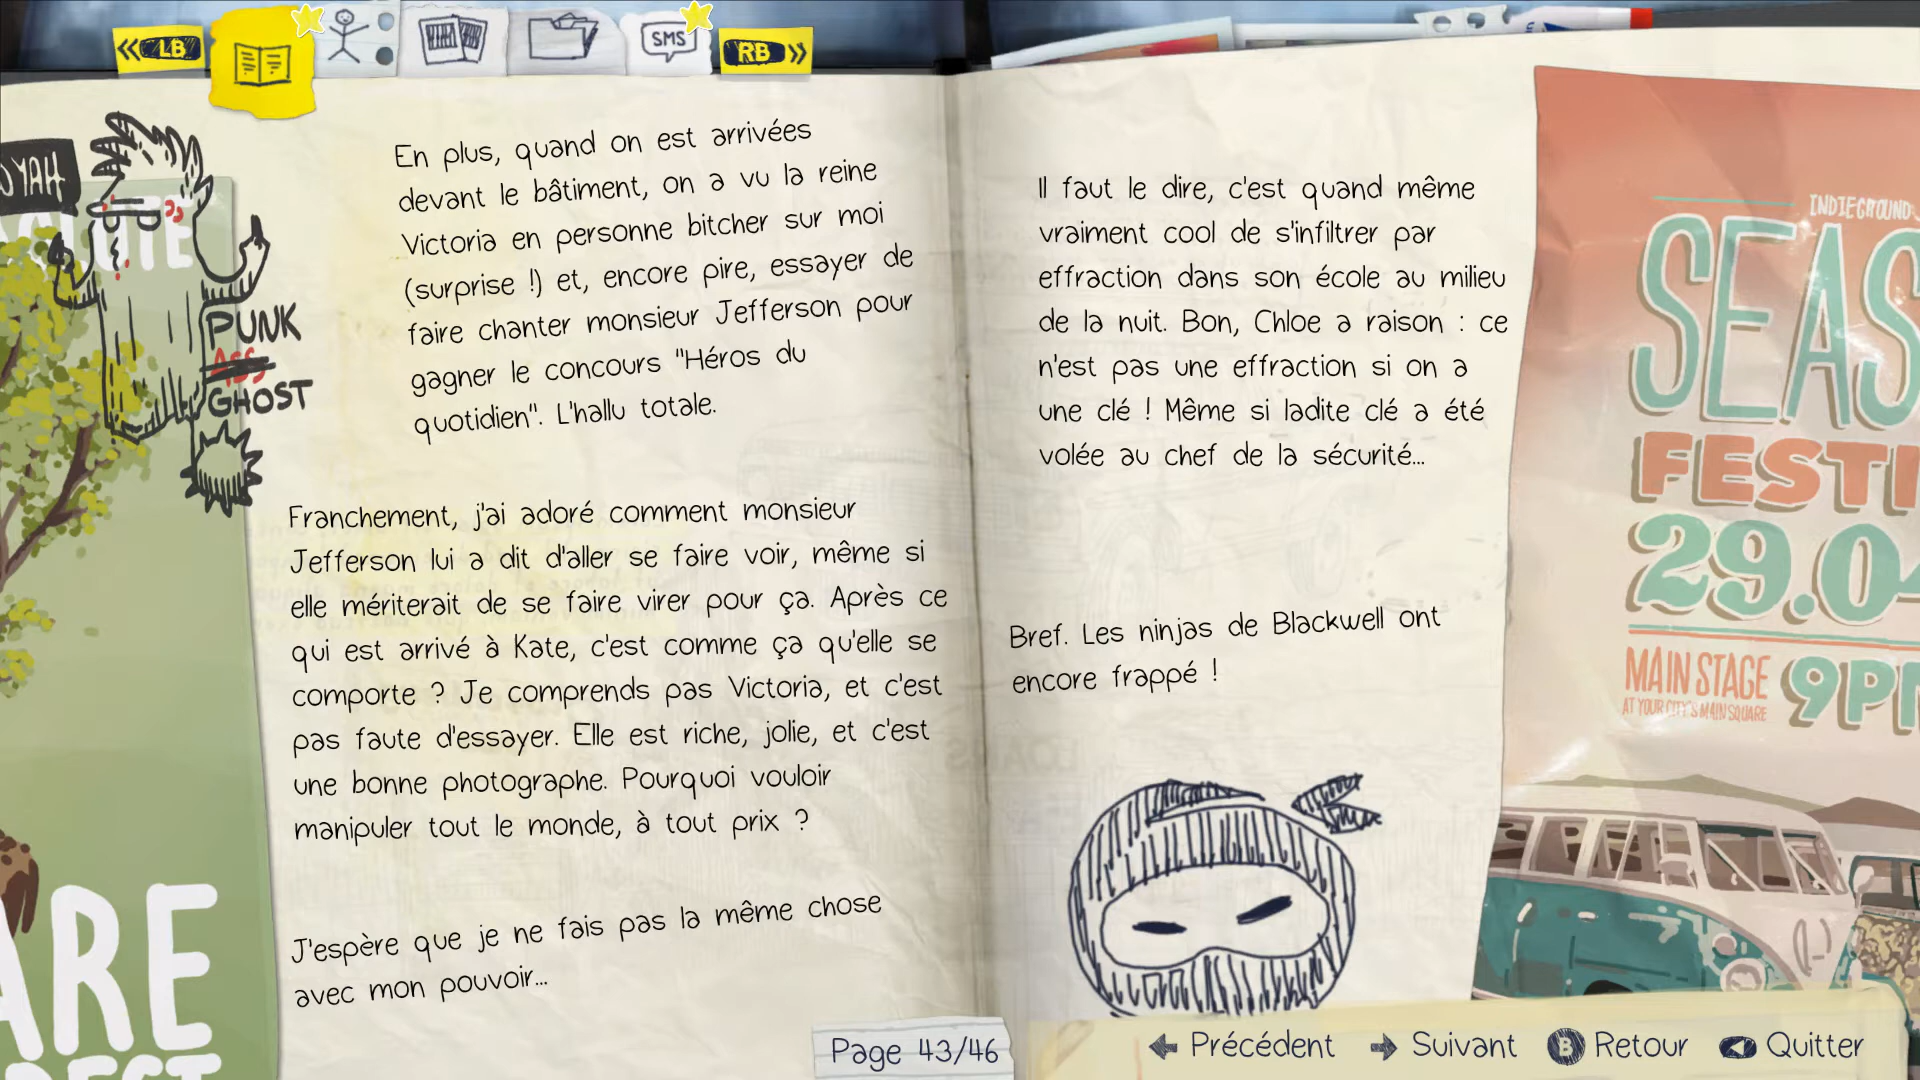 LB
SMS
RB
YAH
PUNK
ASS
GHOST
En plus, quand on est arrivées
devant le bâtiment, on a vu la reine
Victoria en personne bitcher sur moi
(surprise !) et, encore pire, essayer de
faire chanter monsieur Jefferson pour
gagner le concours "Héros du
quotidien". L'hallu totale.
Franchement, j'ai adoré comment monsieur
Jefferson lui a dit d'aller se faire voir, même si
elle mériterait de se faire virer pour ça. Après ce
qui est arrivé à Kate, c'est comme ça qu'elle se
comporte ? Je comprends pas Victoria, et c'est
pas faute d'essayer. Elle est riche, jolie, et c'est
une bonne photographe. Pourquoi vouloir
manipuler tout le monde, à tout prix ?
J'espère que je ne fais pas la même chose
avec mon pouvoir...
Il faut le dire, c'est quand même
vraiment cool de s'infiltrer par
effraction dans son école au milieu
de la nuit. Bon, Chloe a raison : ce
n'est pas une effraction si on a
une clé ! Même si ladite clé a été
volée au chef de la sécurité...
Bref. Les ninjas de Blackwell ont
encore frappé !
INDIEGROUND
SEAS
FESTI
29.04
MAIN STAGE
AT YOUR CITY'S MAIN SQUARE
9PM
ARE
Page 43/46
Précédent
Suivant
B Retour
Quitter